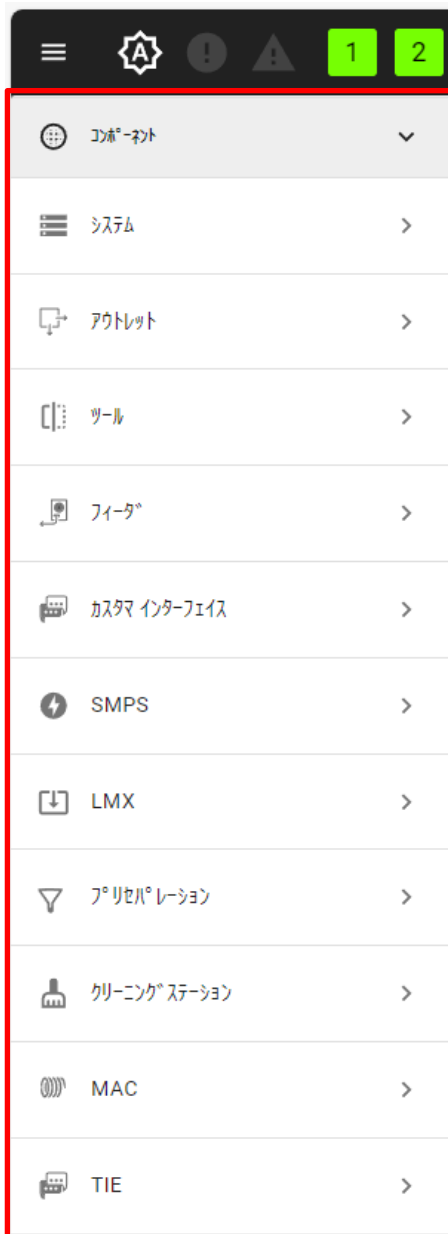 A 1 2
ｺﾝﾎﾟｰﾈﾝﾄ
ｼｽﾃﾑ
ｱｳﾄﾚｯﾄ
ﾂｰﾙ
ﾌｨｰﾀﾞ
ｶｽﾀﾏ ｲﾝﾀｰﾌｪｲｽ
SMPS
LMX
ﾌﾟﾘｾﾊﾟﾚｰｼｮﾝ
ｸﾘｰﾆﾝｸﾞｽﾃｰｼｮﾝ
MAC
TIE